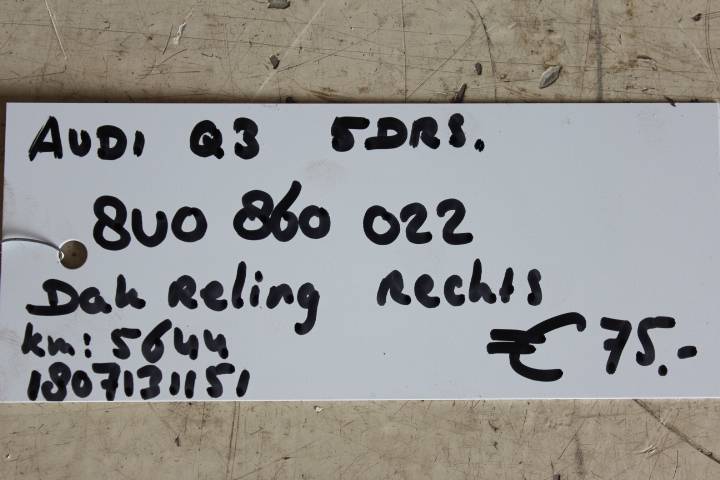 AUDI Q3 5DRS.
8U0 860 022
Dak Reling Rechts
km: 5644
€ 75.-
1807131151